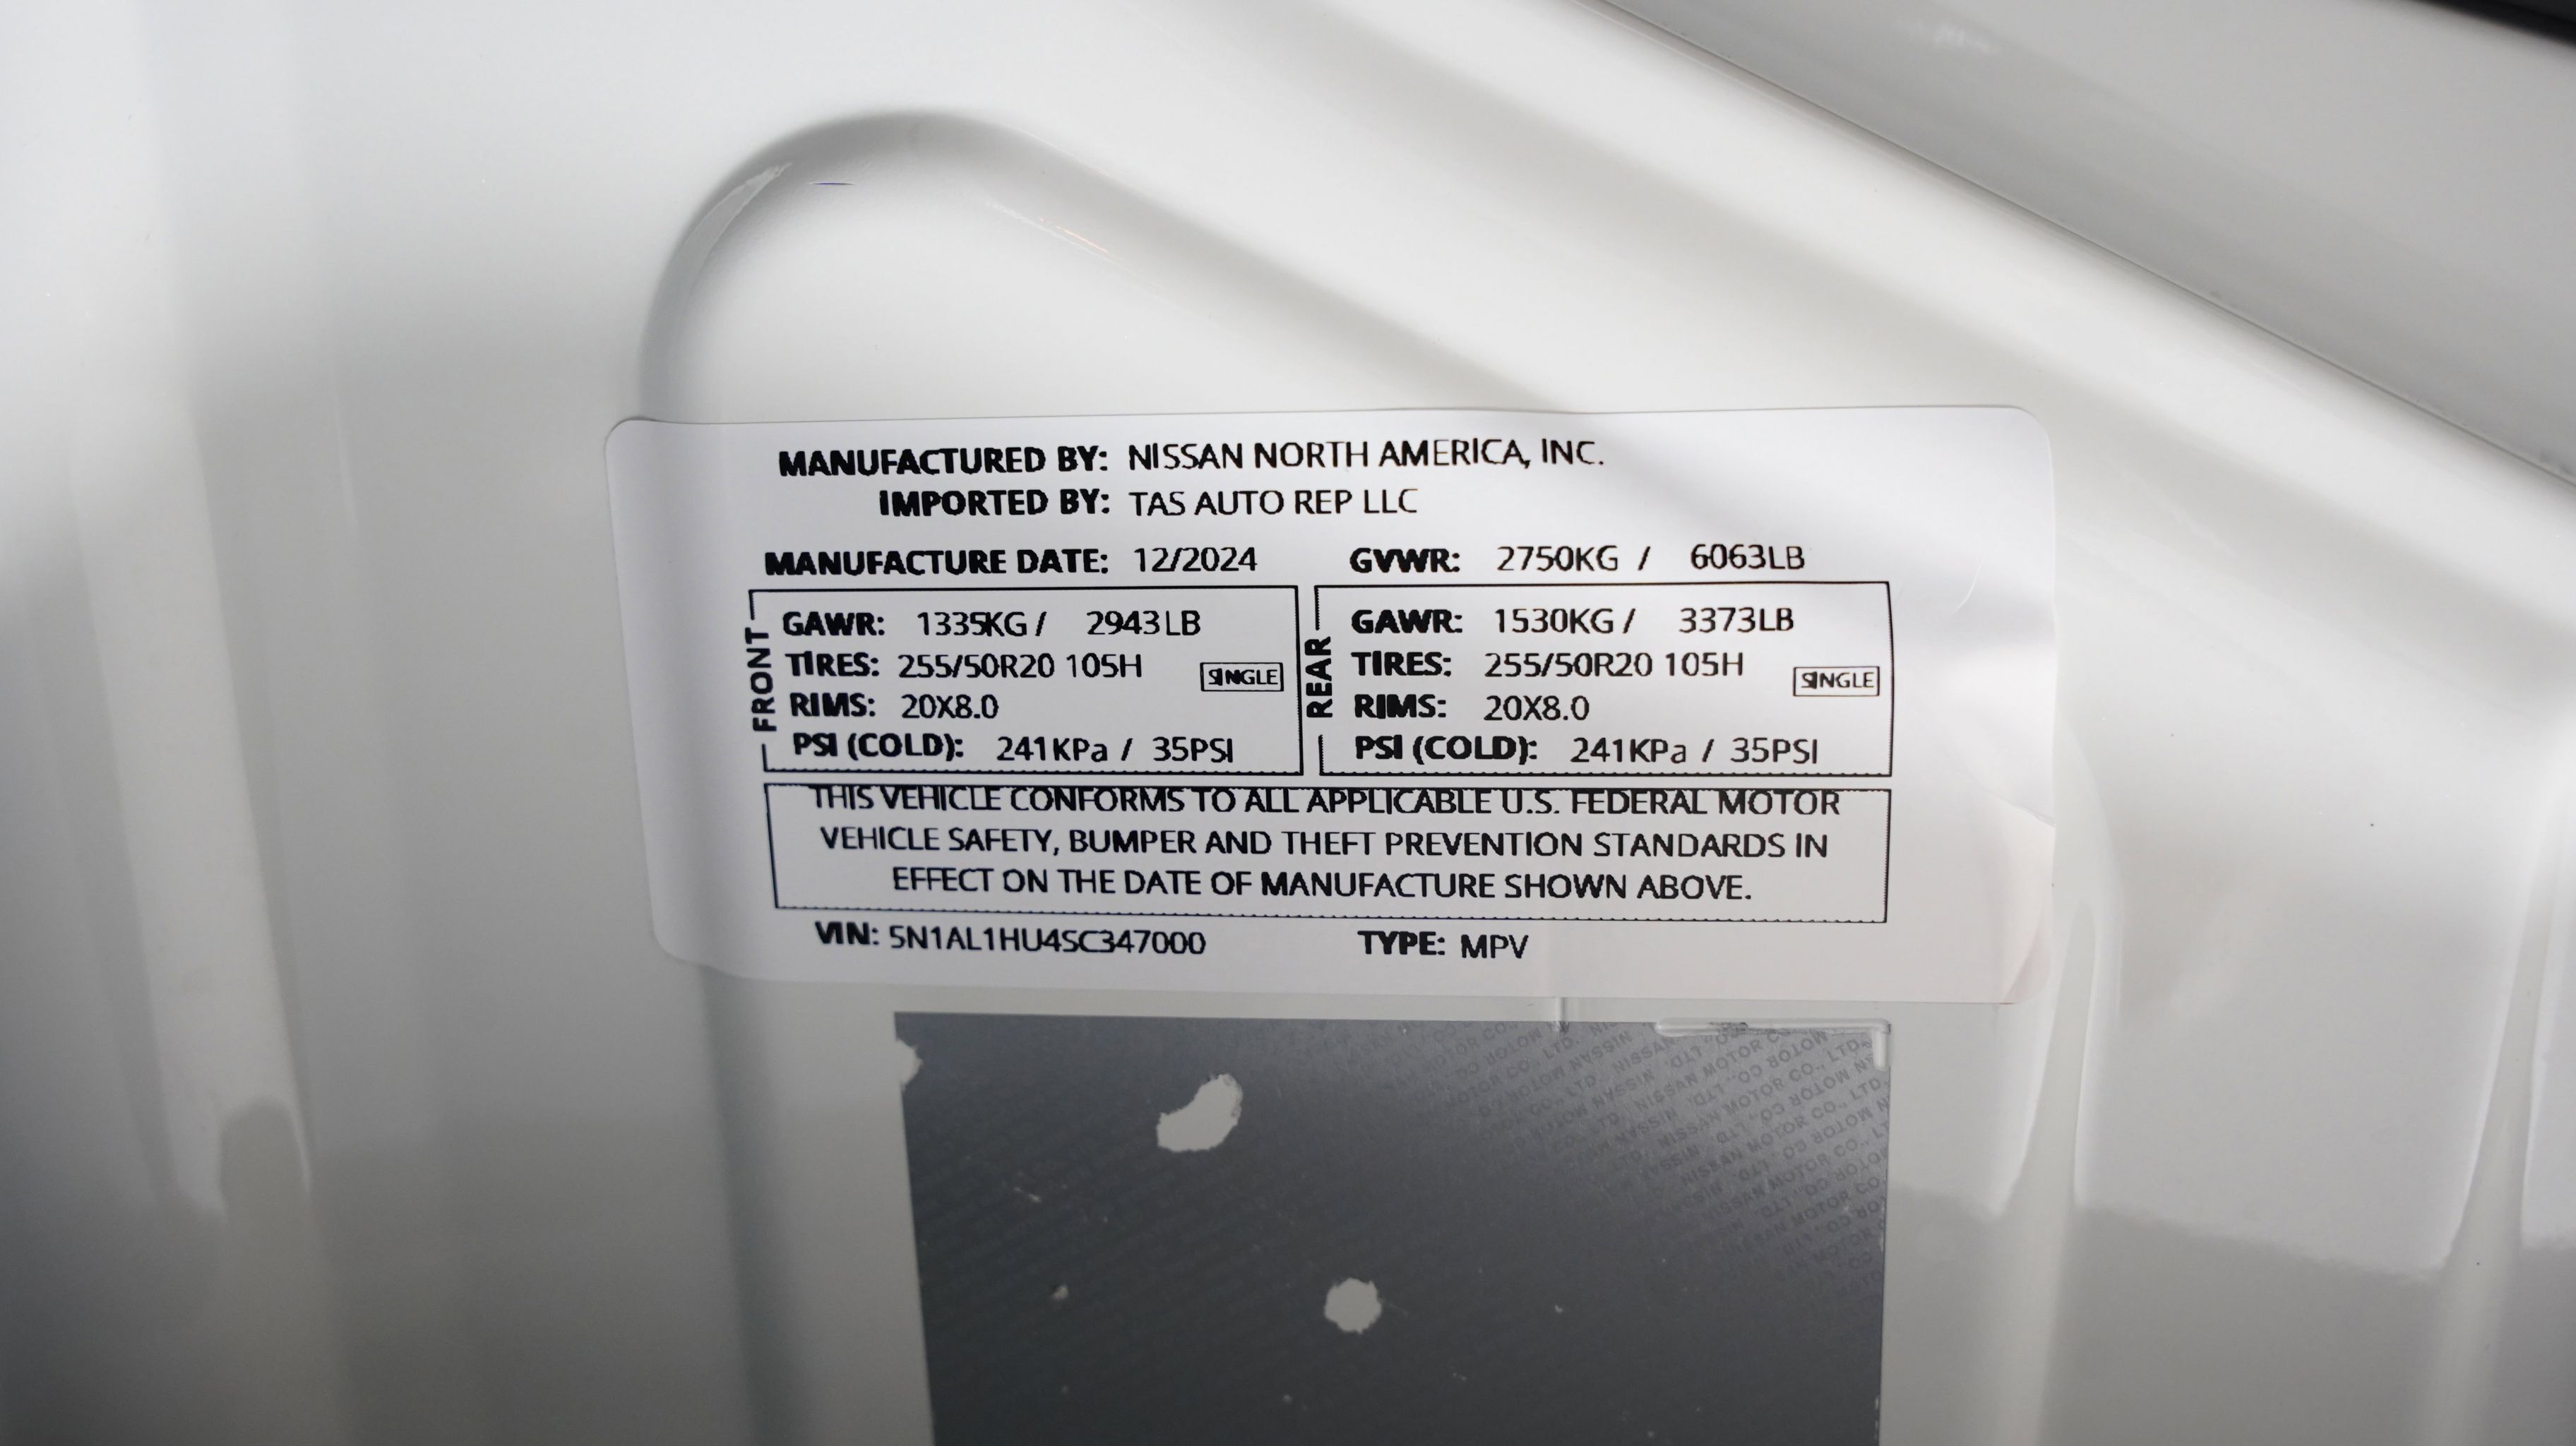 MANUFACTURED BY: NISSAN NORTH AMERICA, INC.
IMPORTED BY: TAS AUTO REP LLC
MANUFACTURE DATE: 12/2024 GVWR: 2750KG / 6063LB
FRONT
GAWR: 1335KG / 2943LB
TIRES: 255/50R20 105H SINGLE
RIMS: 20X8.0
PSI (COLD): 241KPa / 35PSI
REAR
GAWR: 1530KG / 3373LB
TIRES: 255/50R20 105H SINGLE
RIMS: 20X8.0
PSI (COLD): 241KPa / 35PSI
THIS VEHICLE CONFORMS TO ALL APPLICABLE U.S. FEDERAL MOTOR
VEHICLE SAFETY, BUMPER AND THEFT PREVENTION STANDARDS IN
EFFECT ON THE DATE OF MANUFACTURE SHOWN ABOVE.
VIN: 5N1AL1HU4SC347000 TYPE: MPV
NISSAN MOTOR CO., LTD.